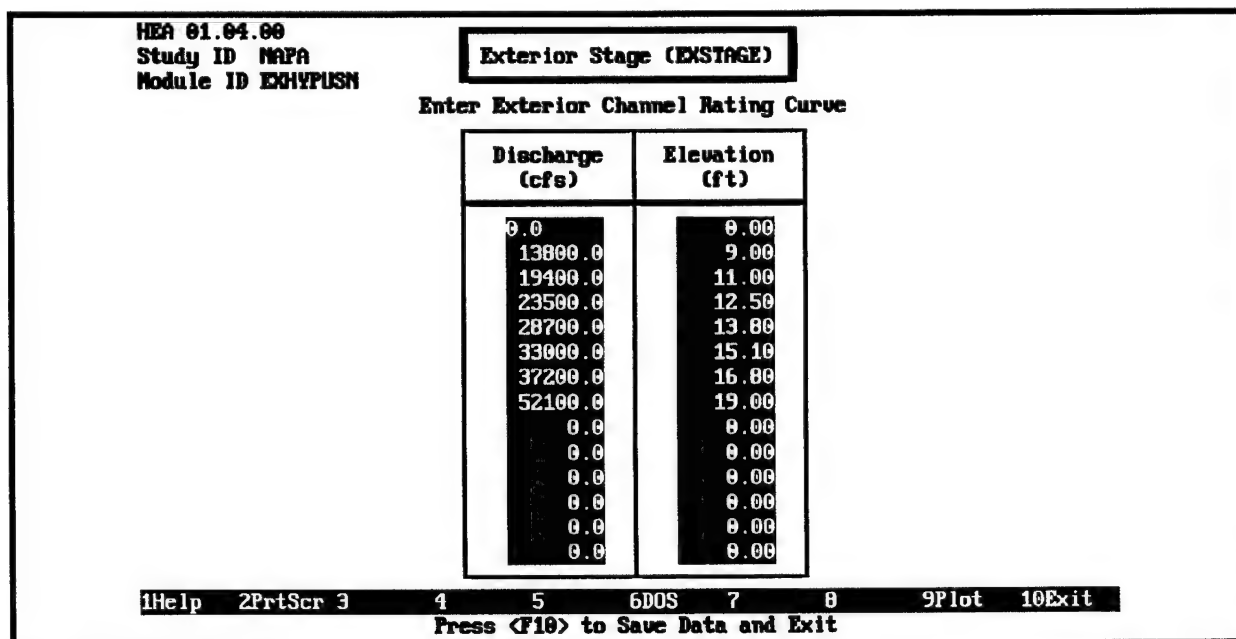 HEA 01.04.00
Study ID NAPA
Module ID EXHYPUSN
Exterior Stage (EXSTAGE)
Enter Exterior Channel Rating Curve
Discharge Elevation
(cfs) (ft)
0.0 0.00
13800.0 9.00
19400.0 11.00
23500.0 12.50
28700.0 13.80
33000.0 15.10
37200.0 16.80
52100.0 19.00
0.0 0.00
0.0 0.00
0.0 0.00
0.0 0.00
0.0 0.00
0.0 0.00
1Help 2PrtScr 3 4 5 6DOS 7 8 9Plot 10Exit
Press <F10> to Save Data and Exit